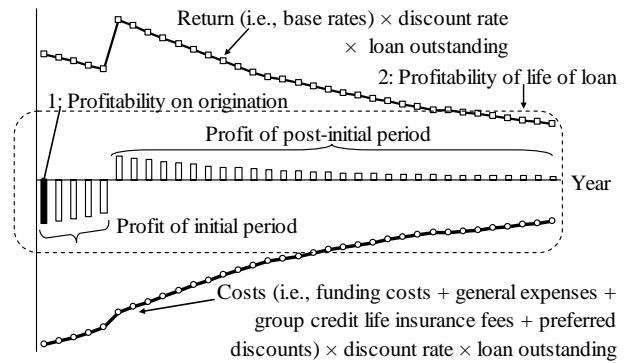 Return (i.e., base rates) × discount rate
× loan outstanding
2: Profitability of life of loan
1: Profitability on origination
Profit of post-initial period
Year
Profit of initial period
Costs (i.e., funding costs + general expenses +
group credit life insurance fees + preferred
discounts) × discount rate × loan outstanding